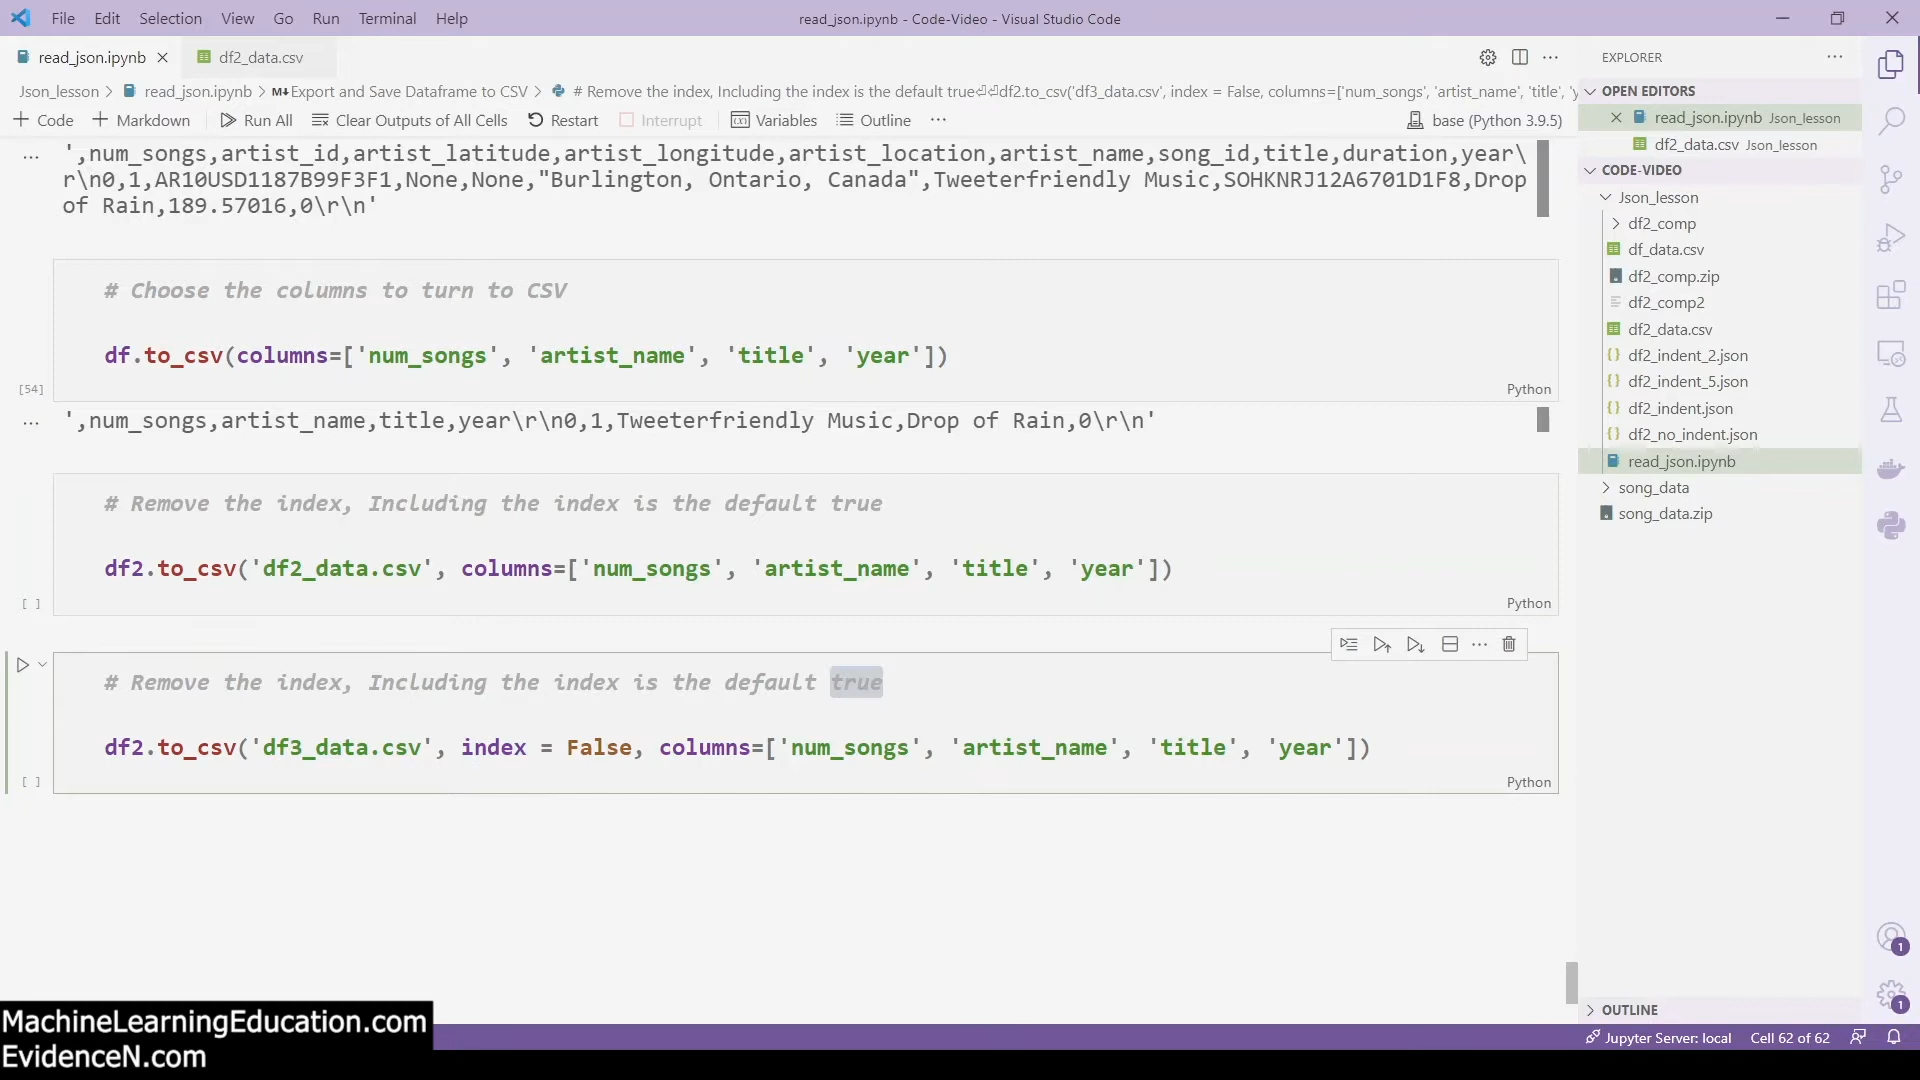 File Edit Selection View Go Run Terminal Help
read_json.ipynb - Code-Video - Visual Studio Code
read_json.ipynb
df2_data.csv
Json_lesson > read_json.ipynb > M↓Export and Save Dataframe to CSV > # Remove the index, Including the index is the default true⏎⏎df2.to_csv('df3_data.csv', index = False, columns=['num_songs', 'artist_name', 'title', 'y
Code Markdown Run All Clear Outputs of All Cells Restart Interrupt Variables Outline ··· base (Python 3.9.5)
',num_songs,artist_id,artist_latitude,artist_longitude,artist_location,artist_name,song_id,title,duration,year\
r\n0,1,AR10USD1187B99F3F1,None,None,"Burlington, Ontario, Canada",Tweeterfriendly Music,SOHKNRJ12A6701D1F8,Drop
of Rain,189.57016,0\r\n'
# Choose the columns to turn to CSV
df.to_csv(columns=['num_songs', 'artist_name', 'title', 'year'])
[54]
Python
',num_songs,artist_name,title,year\r\n0,1,Tweeterfriendly Music,Drop of Rain,0\r\n'
# Remove the index, Including the index is the default true
df2.to_csv('df2_data.csv', columns=['num_songs', 'artist_name', 'title', 'year'])
[ ]
Python
# Remove the index, Including the index is the default true
df2.to_csv('df3_data.csv', index = False, columns=['num_songs', 'artist_name', 'title', 'year'])
[ ]
Python
EXPLORER
OPEN EDITORS
read_json.ipynb Json_lesson
df2_data.csv Json_lesson
CODE-VIDEO
Json_lesson
df2_comp
df_data.csv
df2_comp.zip
df2_comp2
df2_data.csv
df2_indent_2.json
df2_indent_5.json
df2_indent.json
df2_no_indent.json
read_json.ipynb
song_data
song_data.zip
OUTLINE
1
1
MachineLearningEducation.com
EvidenceN.com
Jupyter Server: local Cell 62 of 62